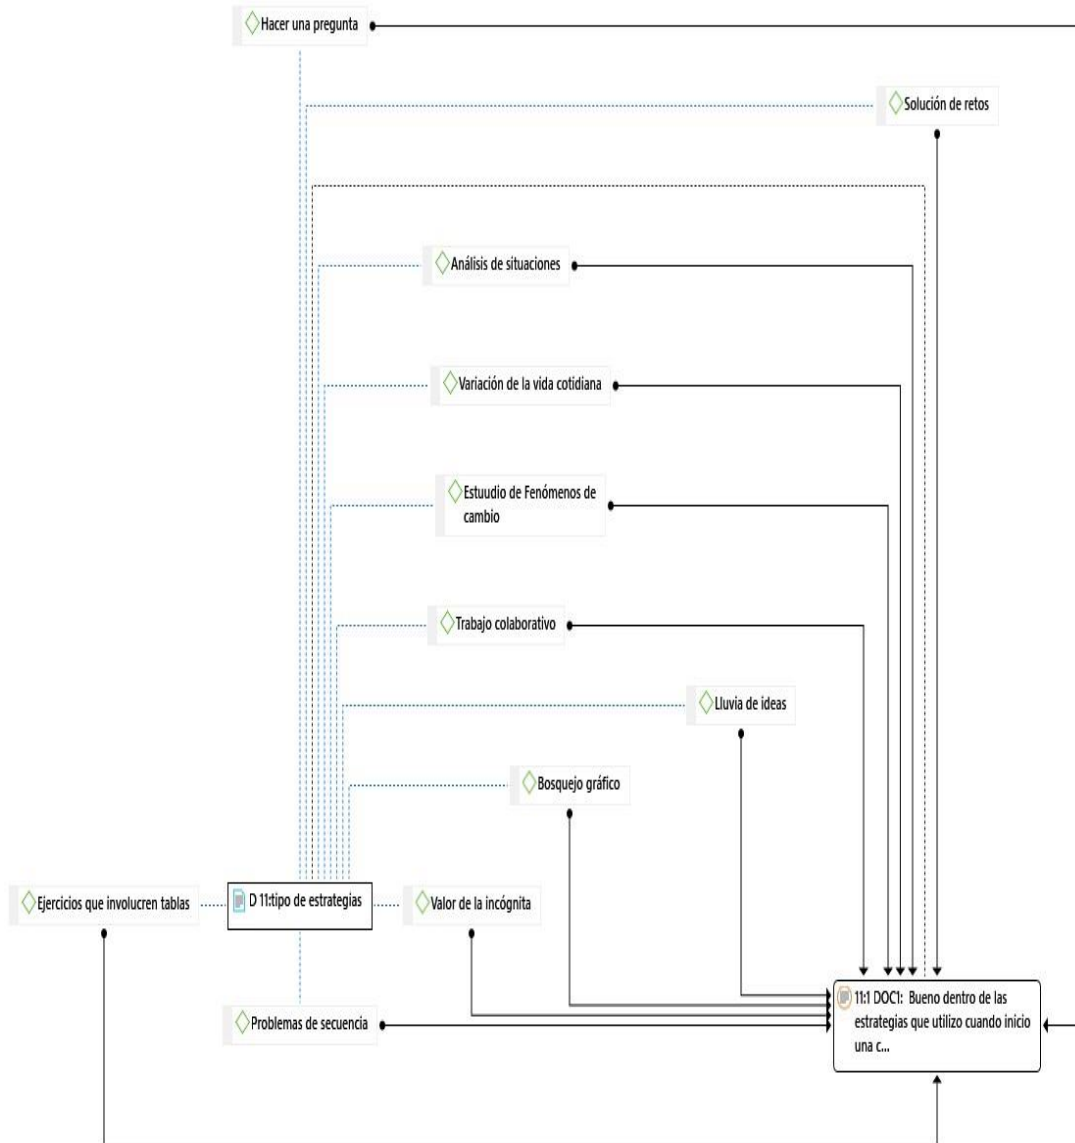 Hacer una pregunta
Solución de retos
Análisis de situaciones
Variación de la vida cotidiana
Estuudio de Fenómenos de
cambio
Trabajo colaborativo
Lluvia de ideas
Bosquejo gráfico
Ejercicios que involucren tablas
D 11:tipo de estrategias
Valor de la incógnita
Problemas de secuencia
11:1 DOC1: Bueno dentro de las
estrategias que utilizo cuando inicio
una c...